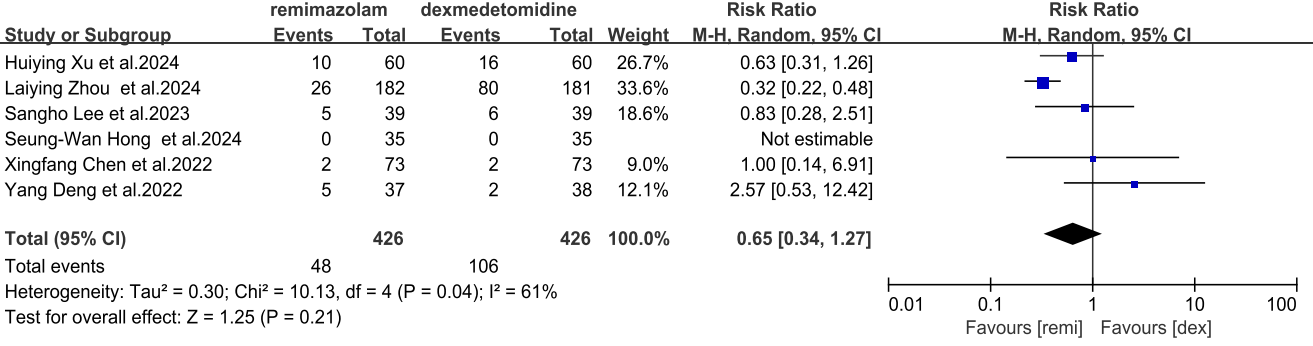 remimazolam dexmedetomidine Risk Ratio Risk Ratio
Study or Subgroup Events Total Events Total Weight M-H, Random, 95% CI M-H, Random, 95% CI
Huiying Xu et al.2024 10 60 16 60 26.7% 0.63 [0.31, 1.26]
Laiying Zhou  et al.2024 26 182 80 181 33.6% 0.32 [0.22, 0.48]
Sangho Lee et al.2023 5 39 6 39 18.6% 0.83 [0.28, 2.51]
Seung-Wan Hong  et al.2024 0 35 0 35 Not estimable
Xingfang Chen et al.2022 2 73 2 73 9.0% 1.00 [0.14, 6.91]
Yang Deng et al.2022 5 37 2 38 12.1% 2.57 [0.53, 12.42]
Total (95% CI) 426 426 100.0% 0.65 [0.34, 1.27]
Total events 48 106
Heterogeneity: Tau² = 0.30; Chi² = 10.13, df = 4 (P = 0.04); I² = 61%
Test for overall effect: Z = 1.25 (P = 0.21)
0.01 0.1 1 10 100
Favours [remi] Favours [dex]